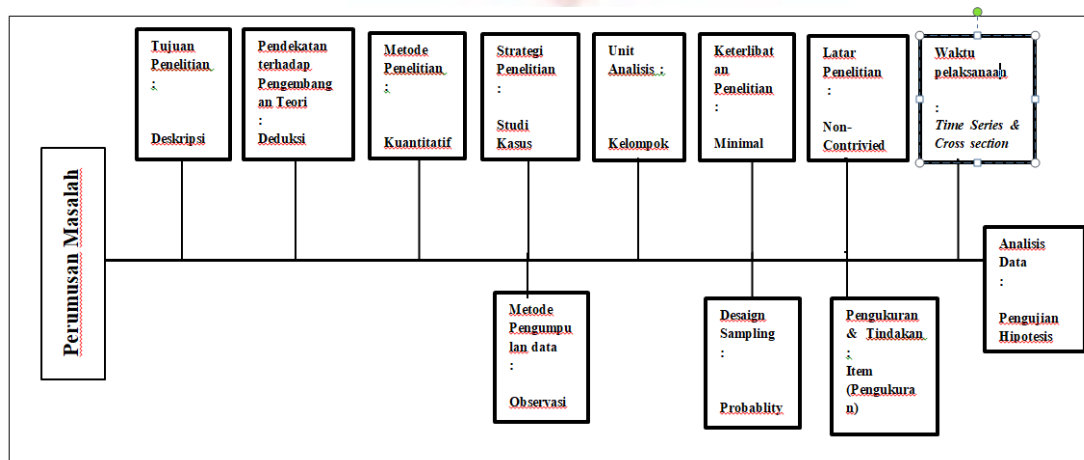 Tujuan
Penelitian
:
Deskripsi
Pendekatan
terhadap
Pengembang
an Teori
:
Deduksi
Metode
Penelitian
:
Kuantitatif
Strategi
Penelitian
:
Studi
Kasus
Unit
Analisis :
Kelompok
Keterlibat
an
Penelitian
:
Minimal
Latar
Penelitian
:
Non-
Contrivied
Waktu
pelaksanaan
:
Time Series &
Cross section
Perumusan Masalah
Metode
Pengumpu
lan data
:
Observasi
Desaign
Sampling
:
Probablity
Pengukuran
& Tindakan
:
Item
(Pengukura
n)
Analisis
Data
:
Pengujian
Hipotesis